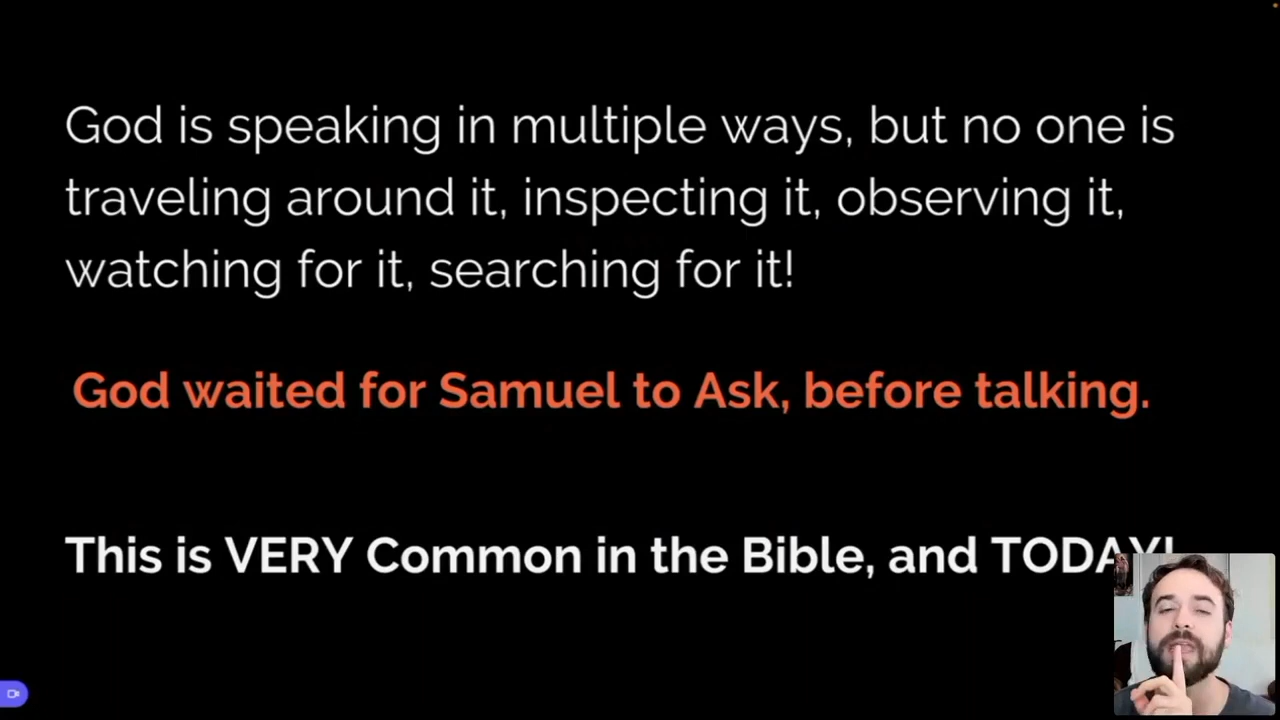 God is speaking in multiple ways, but no one is
traveling around it, inspecting it, observing it,
watching for it, searching for it!
God waited for Samuel to Ask, before talking.
This is VERY Common in the Bible, and TODAY!